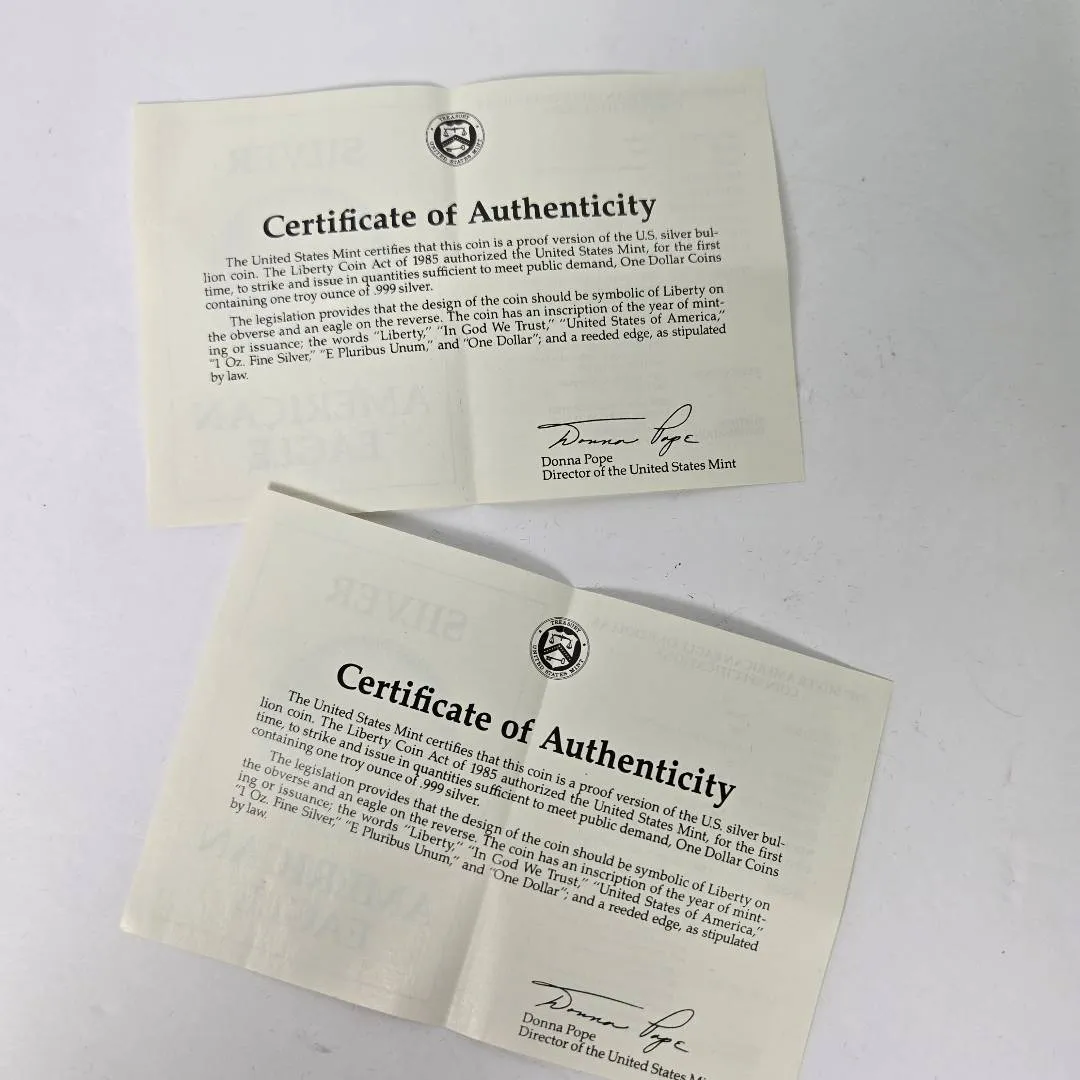 TREASURY
UNITED STATES MINT
Certificate of Authenticity
The United States Mint certifies that this coin is a proof version of the U.S. silver bul-
lion coin. The Liberty Coin Act of 1985 authorized the United States Mint, for the first
time, to strike and issue in quantities sufficient to meet public demand, One Dollar Coins
containing one troy ounce of .999 silver.
The legislation provides that the design of the coin should be symbolic of Liberty on
the obverse and an eagle on the reverse. The coin has an inscription of the year of mint-
ing or issuance; the words “Liberty,” “In God We Trust,” “United States of America,”
“1 Oz. Fine Silver,” “E Pluribus Unum,” and “One Dollar”; and a reeded edge, as stipulated
by law.
Donna Pope
Donna Pope
Director of the United States Mint
SILVER
AMERICAN
EAGLE
TREASURY
UNITED STATES MINT
Certificate of Authenticity
The United States Mint certifies that this coin is a proof version of the U.S. silver bul-
lion coin. The Liberty Coin Act of 1985 authorized the United States Mint, for the first
time, to strike and issue in quantities sufficient to meet public demand, One Dollar Coins
containing one troy ounce of .999 silver.
The legislation provides that the design of the coin should be symbolic of Liberty on
the obverse and an eagle on the reverse. The coin has an inscription of the year of mint-
ing or issuance; the words “Liberty,” “In God We Trust,” “United States of America,”
“1 Oz. Fine Silver,” “E Pluribus Unum,” and “One Dollar”; and a reeded edge, as stipulated
by law.
Donna Pope
Donna Pope
Director of the United States M
SILVER
AMERICAN
EAGLE